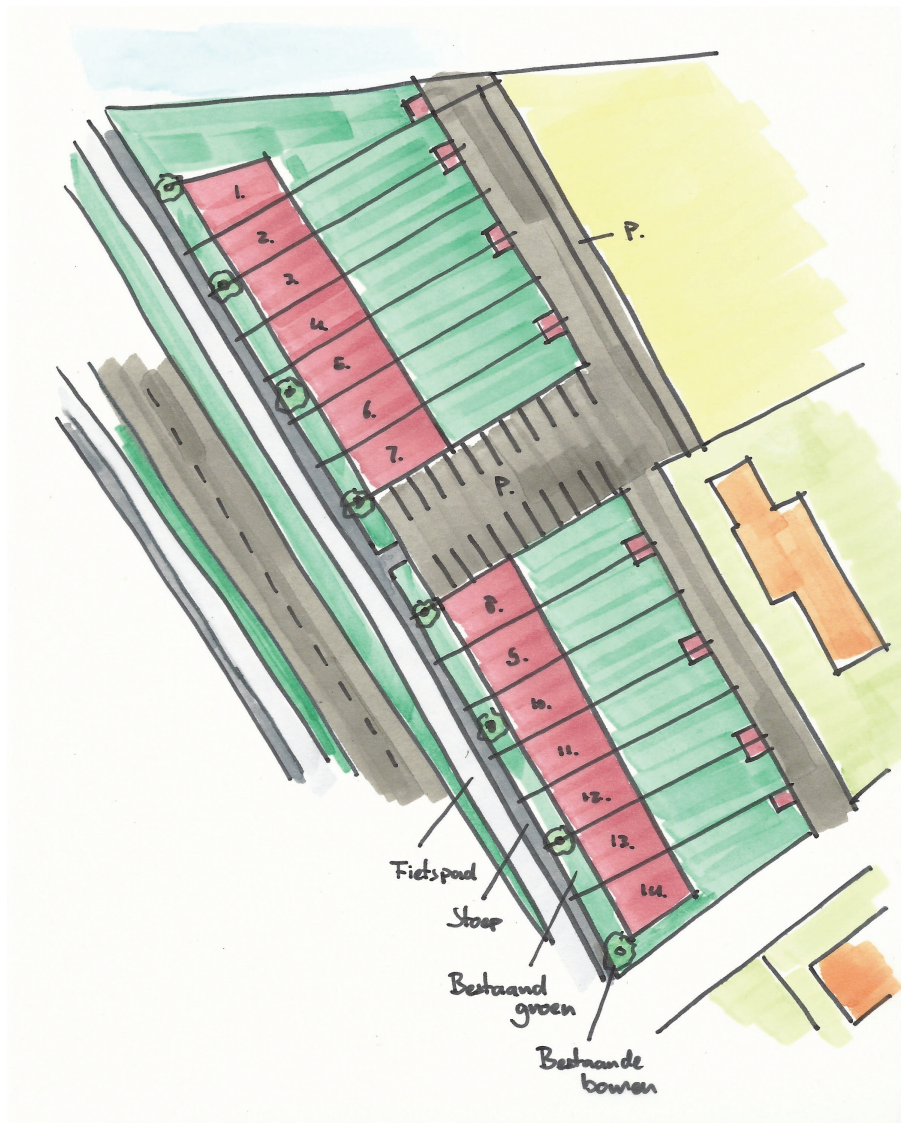 1.
2.
P.
3.
4.
5.
6.
7.
P.
8.
9.
10.
11.
12.
13.
14.
Fietspad
Stoep
Bestaand
groen
Bestaande
bomen